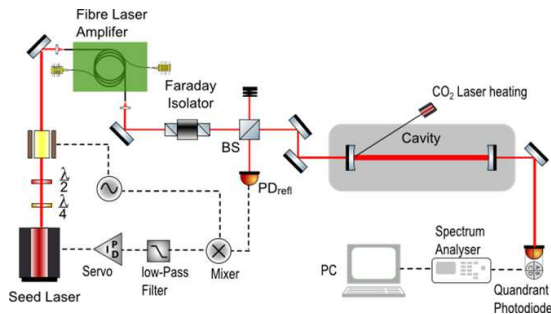 Fibre Laser
Amplifer
Faraday
Isolator
CO2 Laser heating
Cavity
BS
PDrefl
λ
2
λ
4
P
I
D
Servo
low-Pass
Filter
Mixer
Seed Laser
PC
Spectrum
Analyser
Quandrant
Photodiode